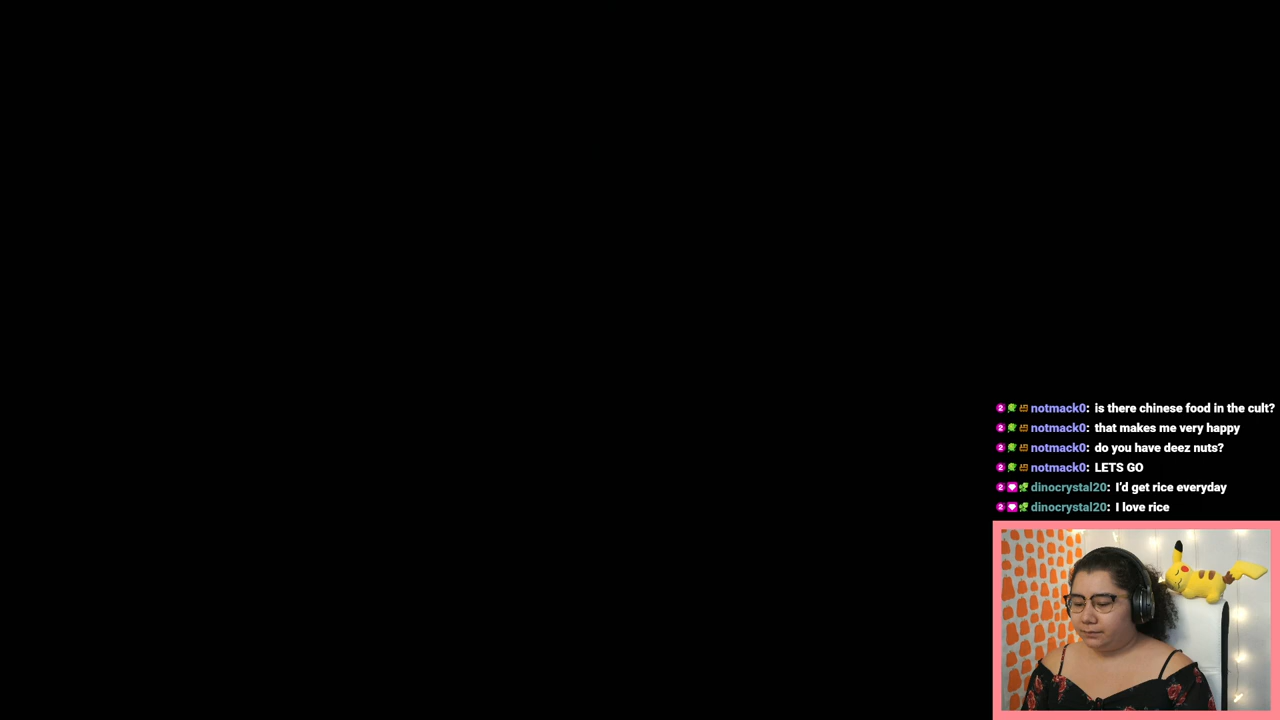 notmack0: is there chinese food in the cult?
notmack0: that makes me very happy
notmack0: do you have deez nuts?
notmack0: LETS GO
dinocrystal20: I'd get rice everyday
dinocrystal20: I love rice